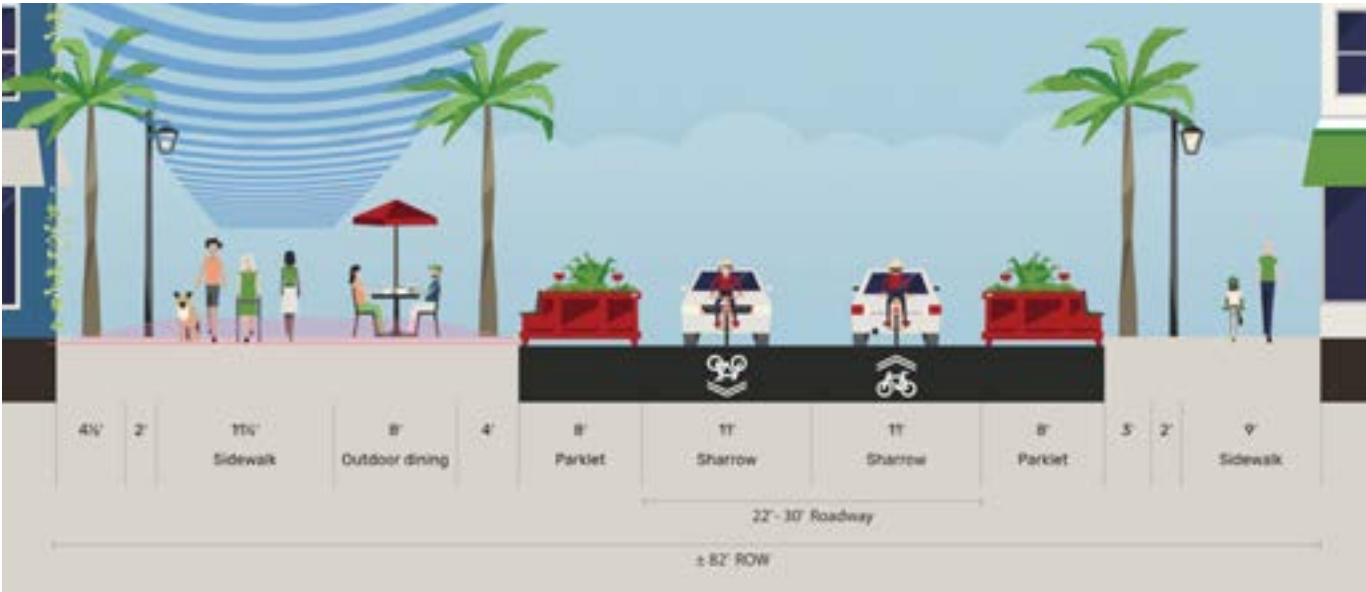 4½' 2' 11½' 8' 4' 8' 11' 11' 8' 3' 2' 9'
Sidewalk Outdoor dining Parklet Sharrow Sharrow Parklet Sidewalk
22'- 30' Roadway
± 82' ROW